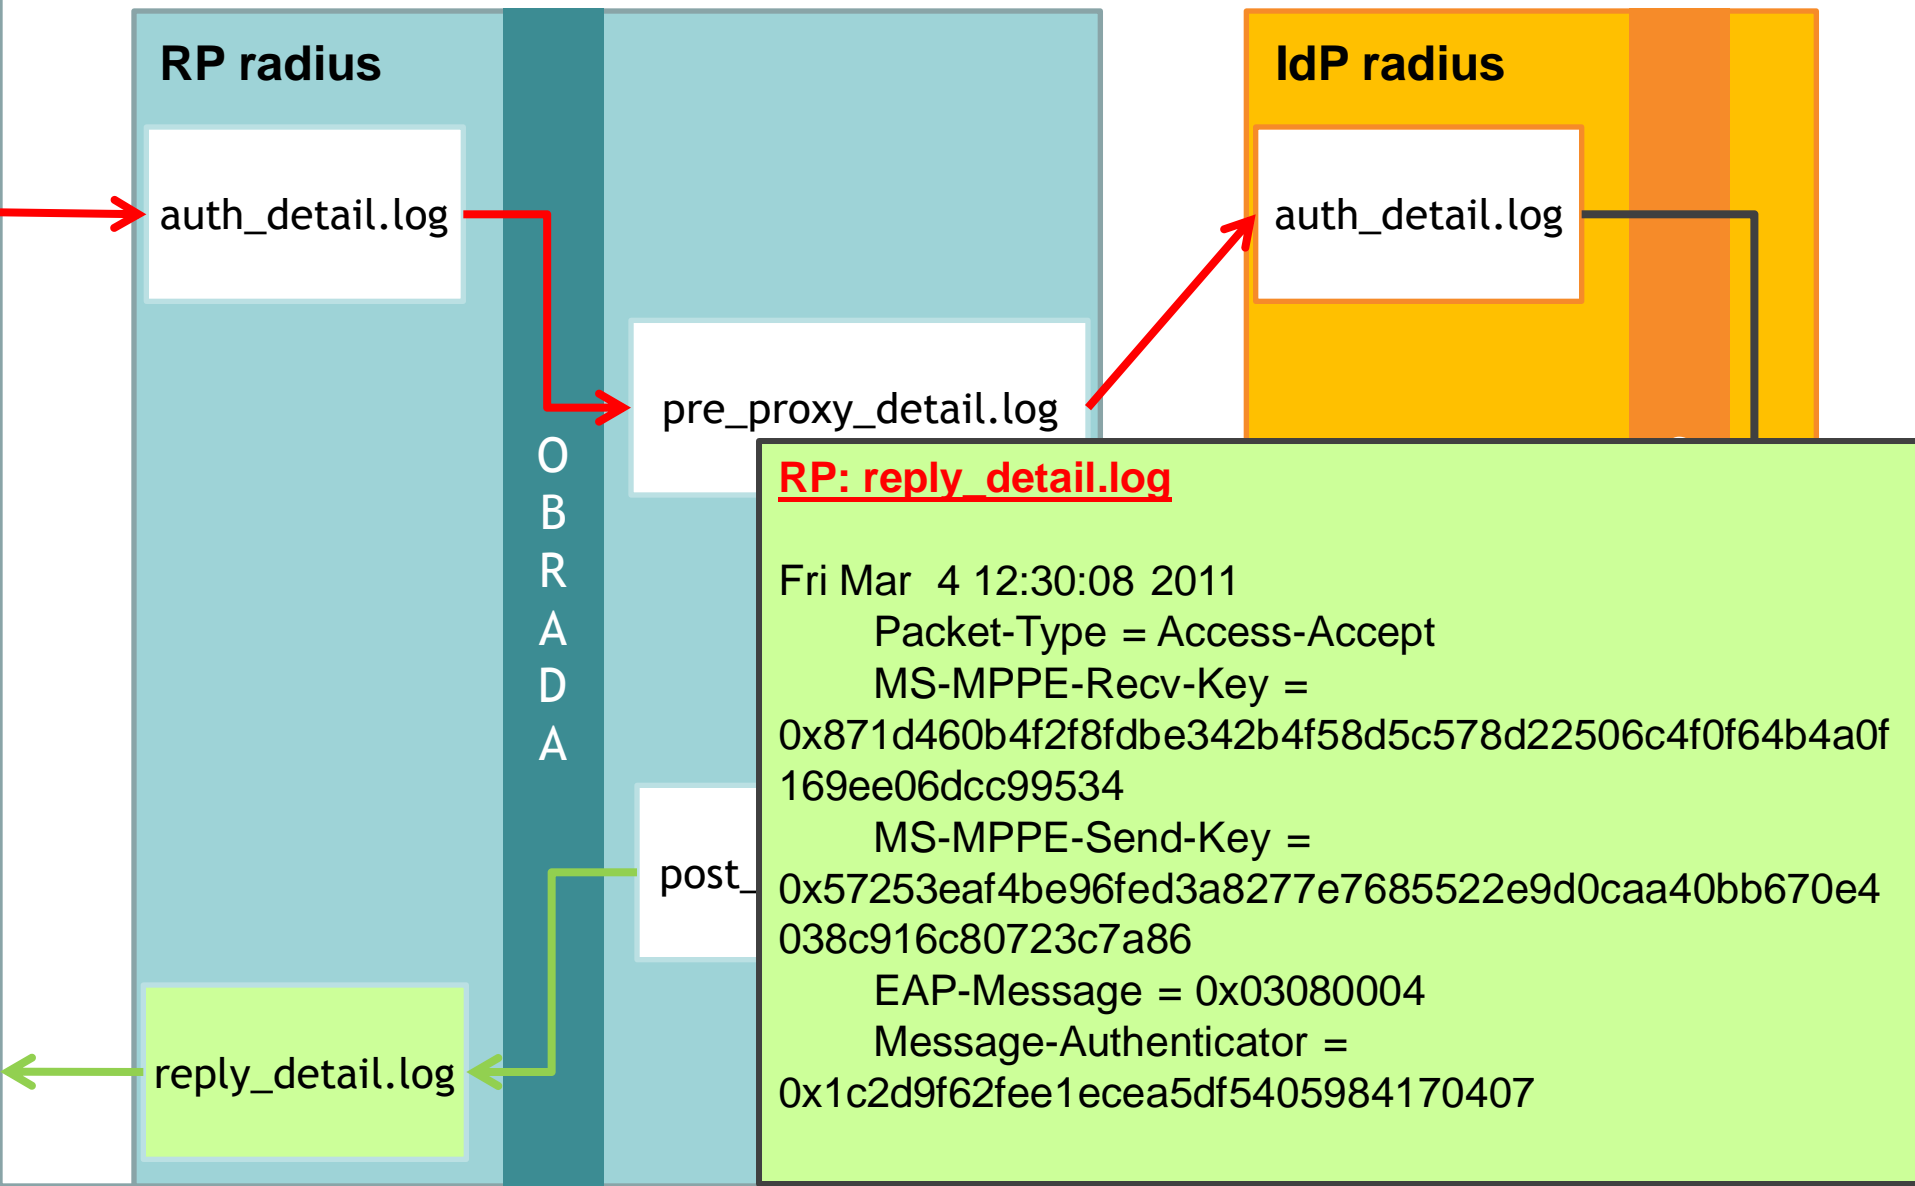 RP radius
IdP radius
auth_detail.log
auth_detail.log
pre_proxy_detail.log
O
B
R
A
D
A
post_
reply_detail.log
RP: reply_detail.log
Fri Mar  4 12:30:08 2011
Packet-Type = Access-Accept
MS-MPPE-Recv-Key =
0x871d460b4f2f8fdbe342b4f58d5c578d22506c4f0f64b4a0f
169ee06dcc99534
MS-MPPE-Send-Key =
0x57253eaf4be96fed3a8277e7685522e9d0caa40bb670e4
038c916c80723c7a86
EAP-Message = 0x03080004
Message-Authenticator =
0x1c2d9f62fee1ecea5df5405984170407